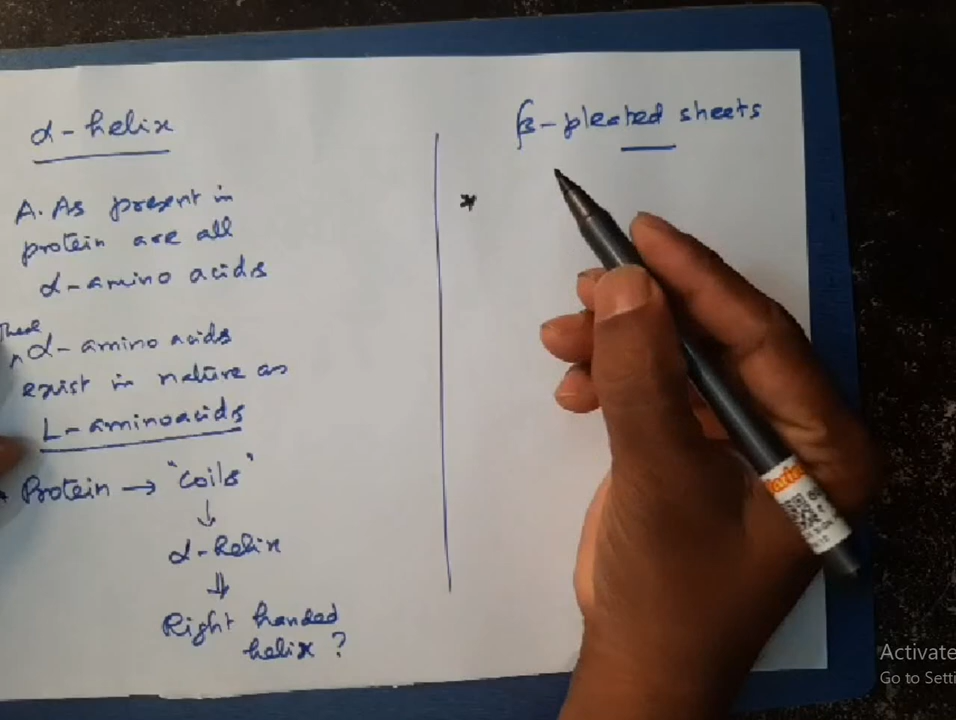 α-helix
A.As present in
protein are all
α-amino acids
These
^ α-amino acids
exist in nature as
L-aminoacids
* Protein → "coils"
↓
α-helix
⇓
Right handed
helix ?
β-pleated sheets
*
Activate
Go to Setti